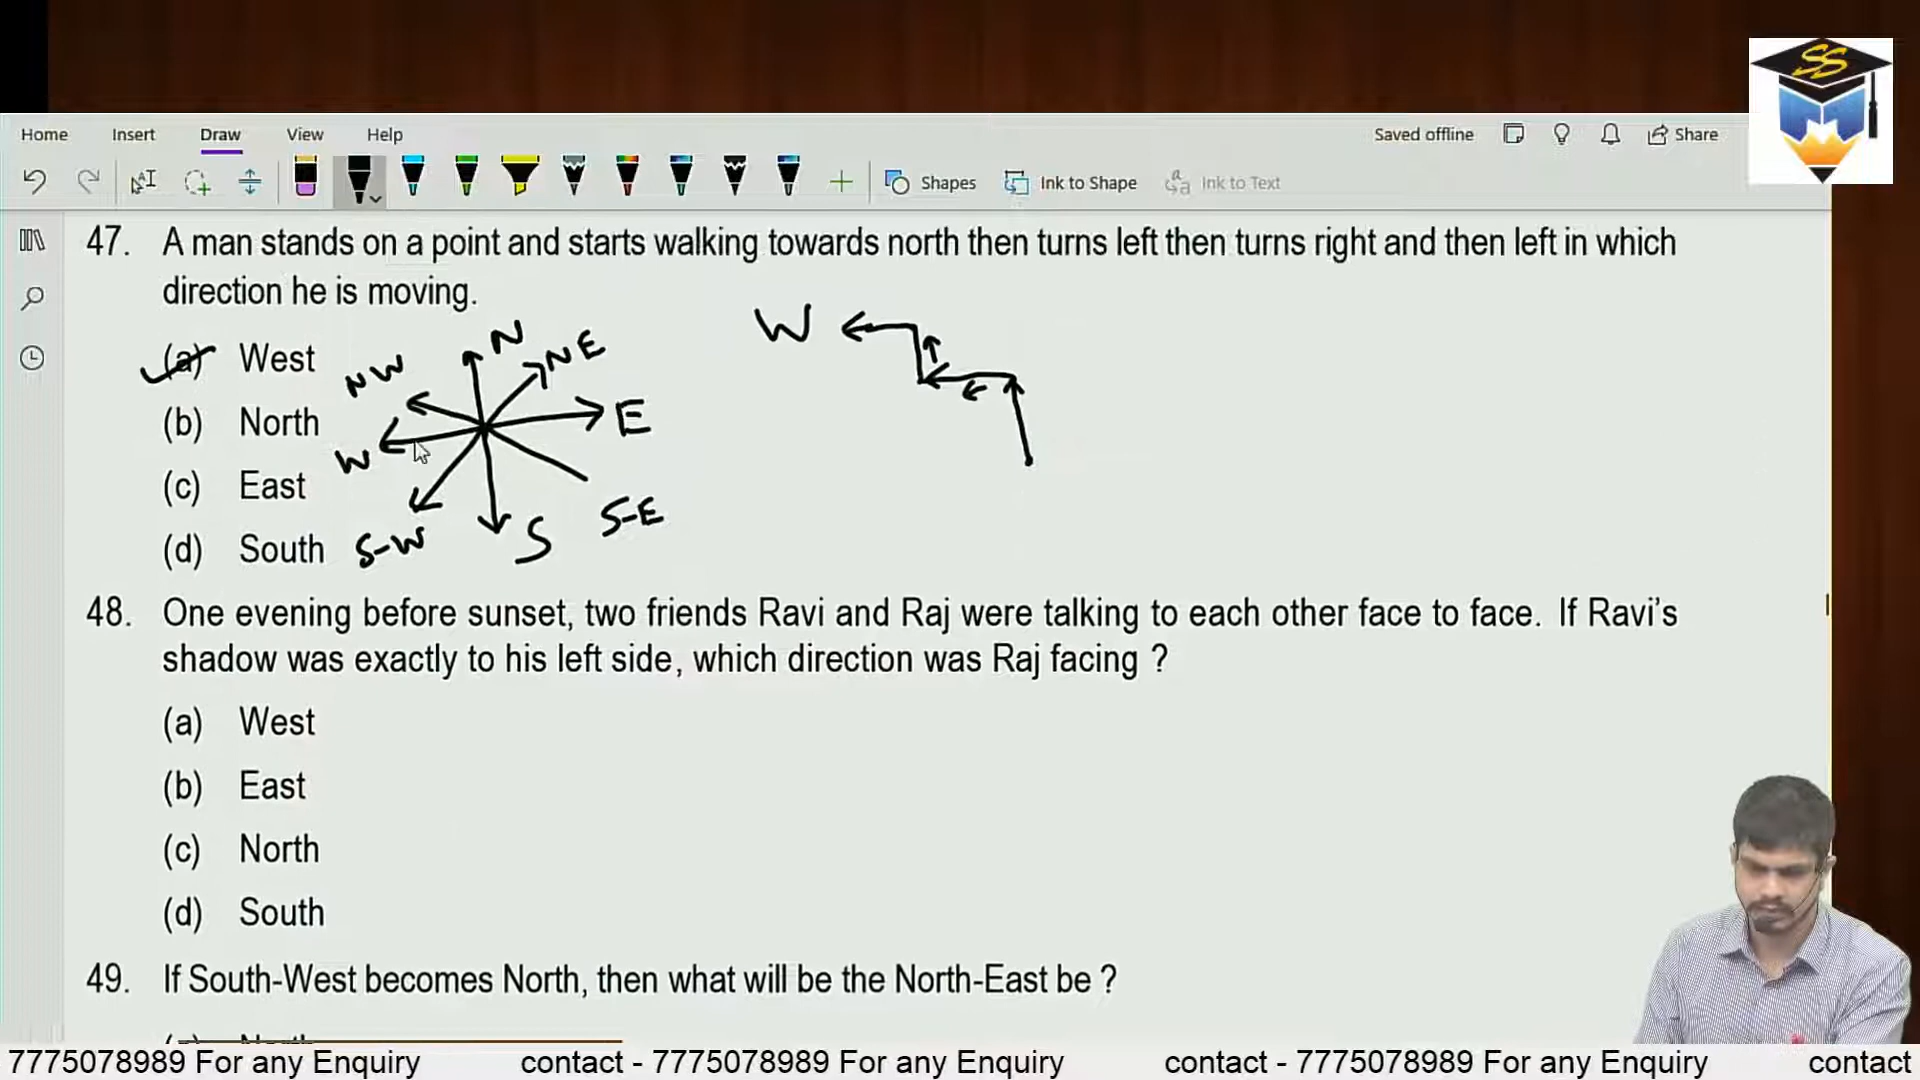 SS
Home Insert Draw View Help Saved offline Share
Shapes Ink to Shape Ink to Text
47. A man stands on a point and starts walking towards north then turns left then turns right and then left in which
direction he is moving.
(a) West
(b) North
(c) East
(d) South
N
NE
NW
E
W
S-E
S-W
S
W
48. One evening before sunset, two friends Ravi and Raj were talking to each other face to face. If Ravi's
shadow was exactly to his left side, which direction was Raj facing ?
(a) West
(b) East
(c) North
(d) South
49. If South-West becomes North, then what will be the North-East be ?
7775078989 For any Enquiry contact - 7775078989 For any Enquiry contact - 7775078989 For any Enquiry contact